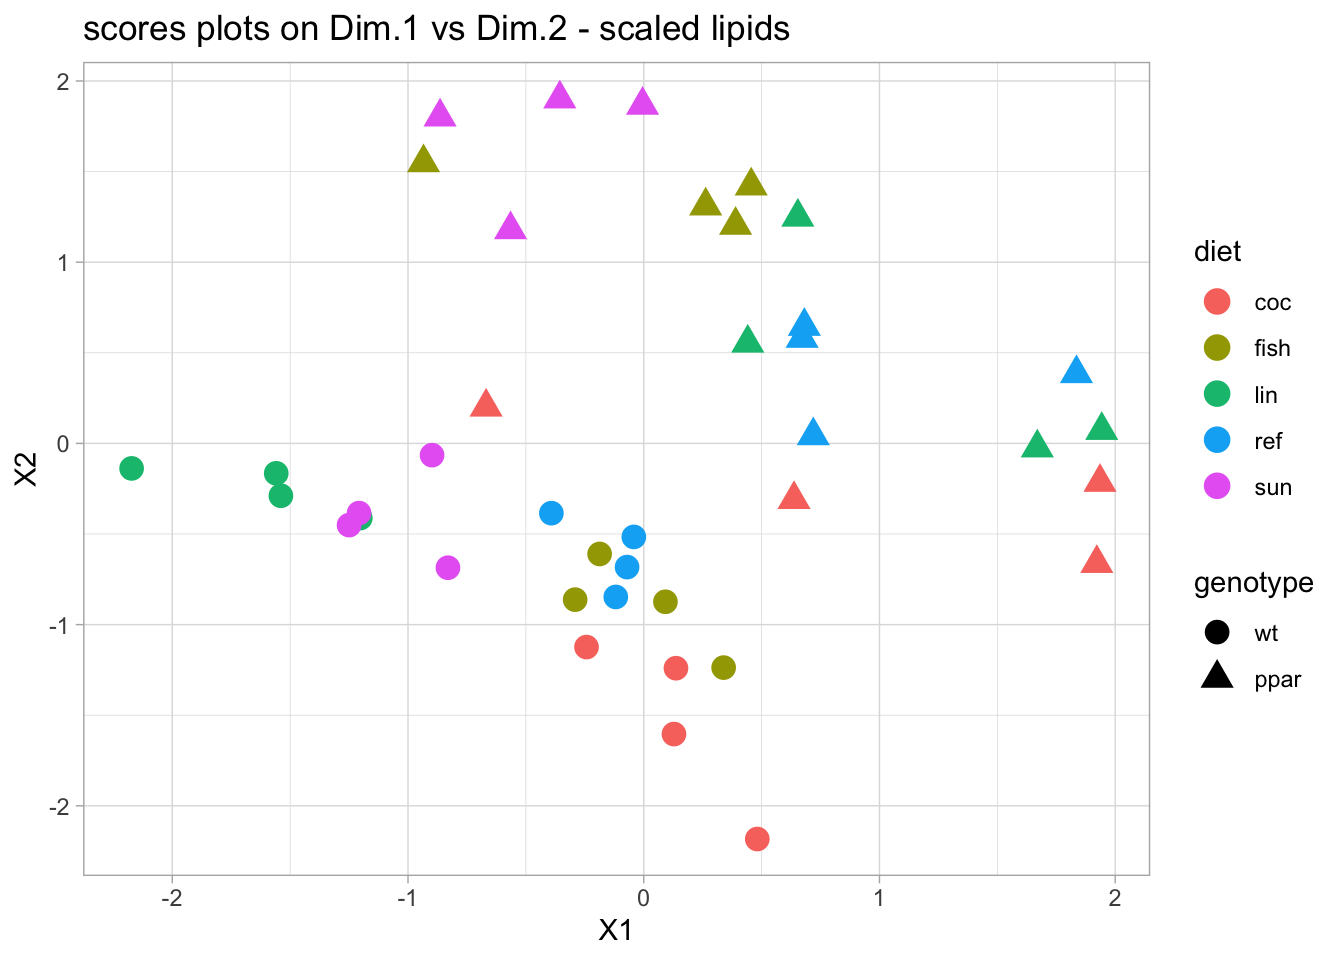 scores plots on Dim.1 vs Dim.2 - scaled lipids
2
1
0
-1
-2
X2
-2
-1
0
1
2
X1
diet
coc
fish
lin
ref
sun
genotype
wt
ppar